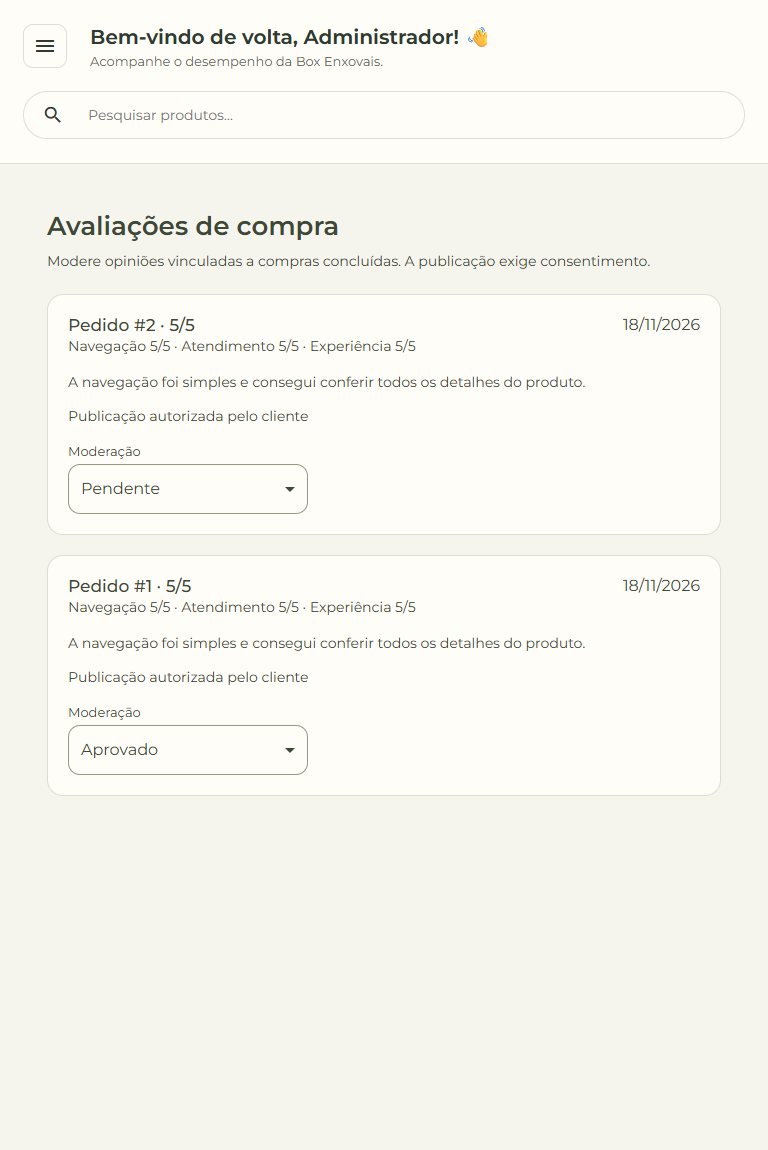 Bem-vindo de volta, Administrador! 👋
Acompanhe o desempenho da Box Enxovais.
Pesquisar produtos...
Avaliações de compra
Modere opiniões vinculadas a compras concluídas. A publicação exige consentimento.
Pedido #2 · 5/5
18/11/2026
Navegação 5/5 · Atendimento 5/5 · Experiência 5/5
A navegação foi simples e consegui conferir todos os detalhes do produto.
Publicação autorizada pelo cliente
Moderação
Pendente
Pedido #1 · 5/5
18/11/2026
Navegação 5/5 · Atendimento 5/5 · Experiência 5/5
A navegação foi simples e consegui conferir todos os detalhes do produto.
Publicação autorizada pelo cliente
Moderação
Aprovado